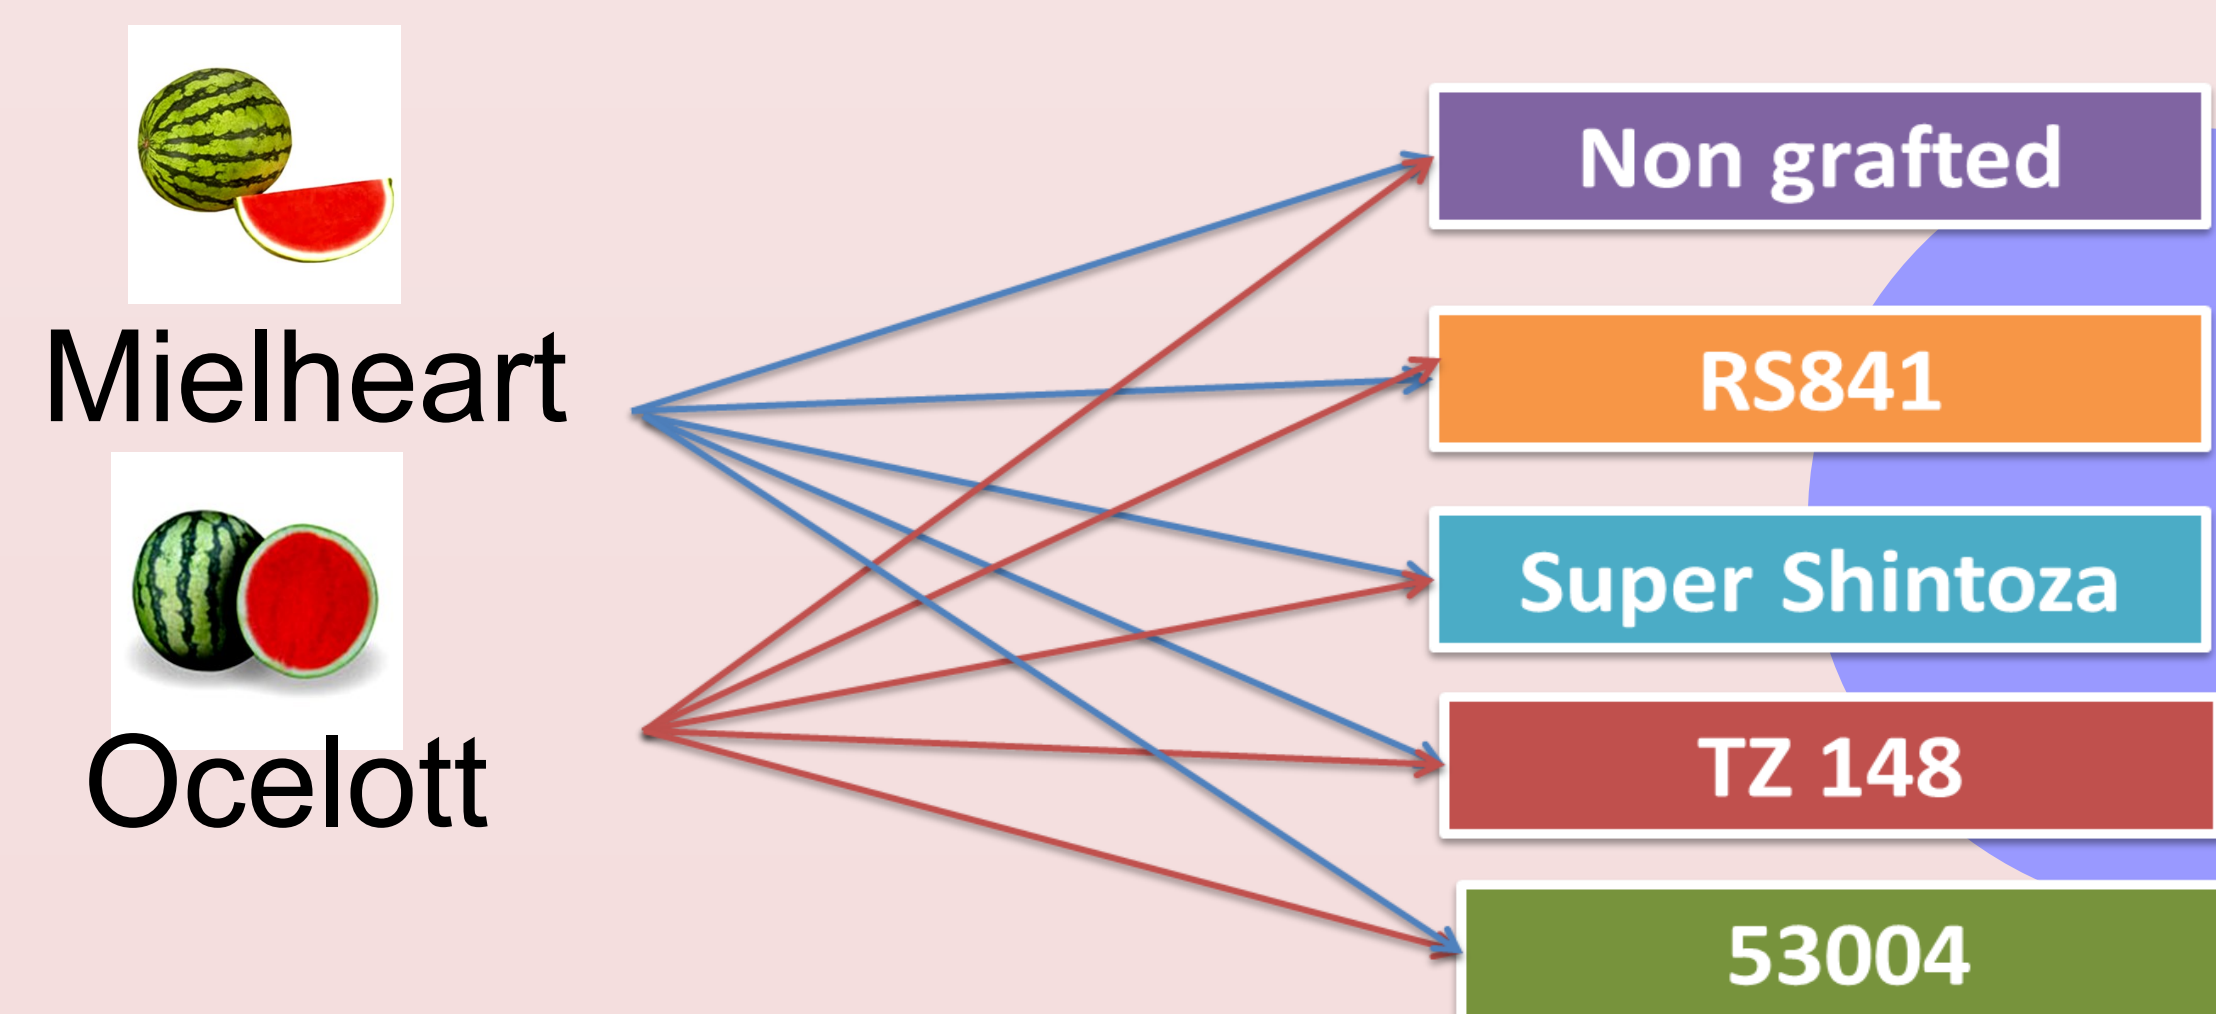 Mielheart
Ocelott
Non grafted
RS841
Super Shintoza
TZ 148
53004